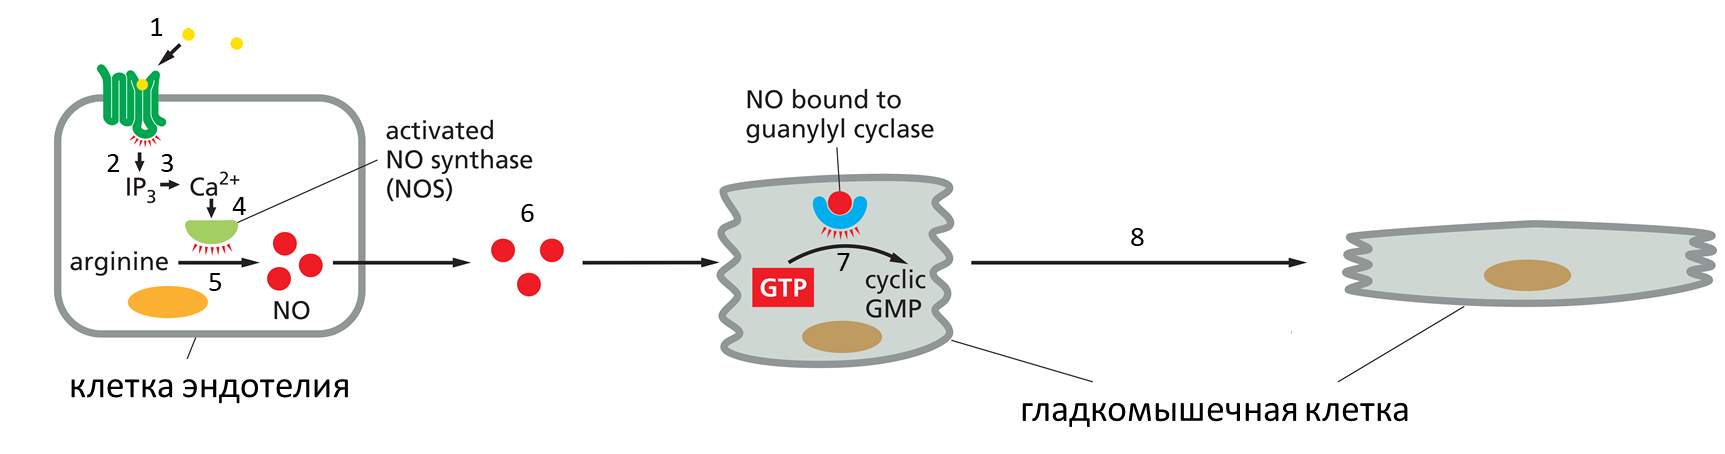 1
2
3
IP3
Ca2+
4
activated
NO synthase
(NOS)
arginine
5
NO
клетка эндотелия
6
NO bound to
guanylyl cyclase
7
GTP
cyclic
GMP
8
гладкомышечная клетка